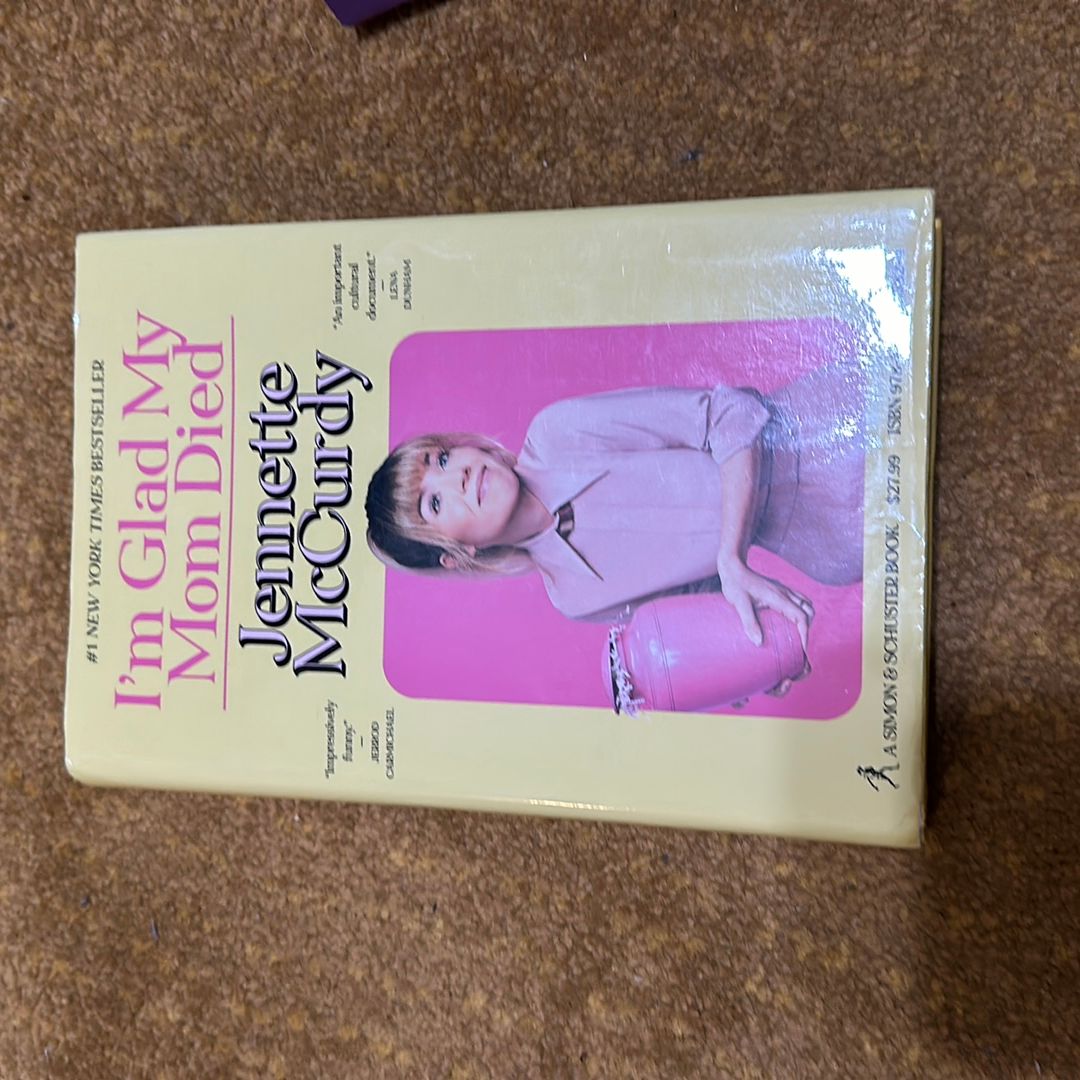 #1 NEW YORK TIMES BESTSELLER
I'm Glad My
Mom Died
Jennette
McCurdy
"Impressively
funny."
—
JERROD
CARMICHAEL
"An important
cultural
document."
—
LENA
DUNHAM
A SIMON & SCHUSTER BOOK $27.99 ISBN 978-